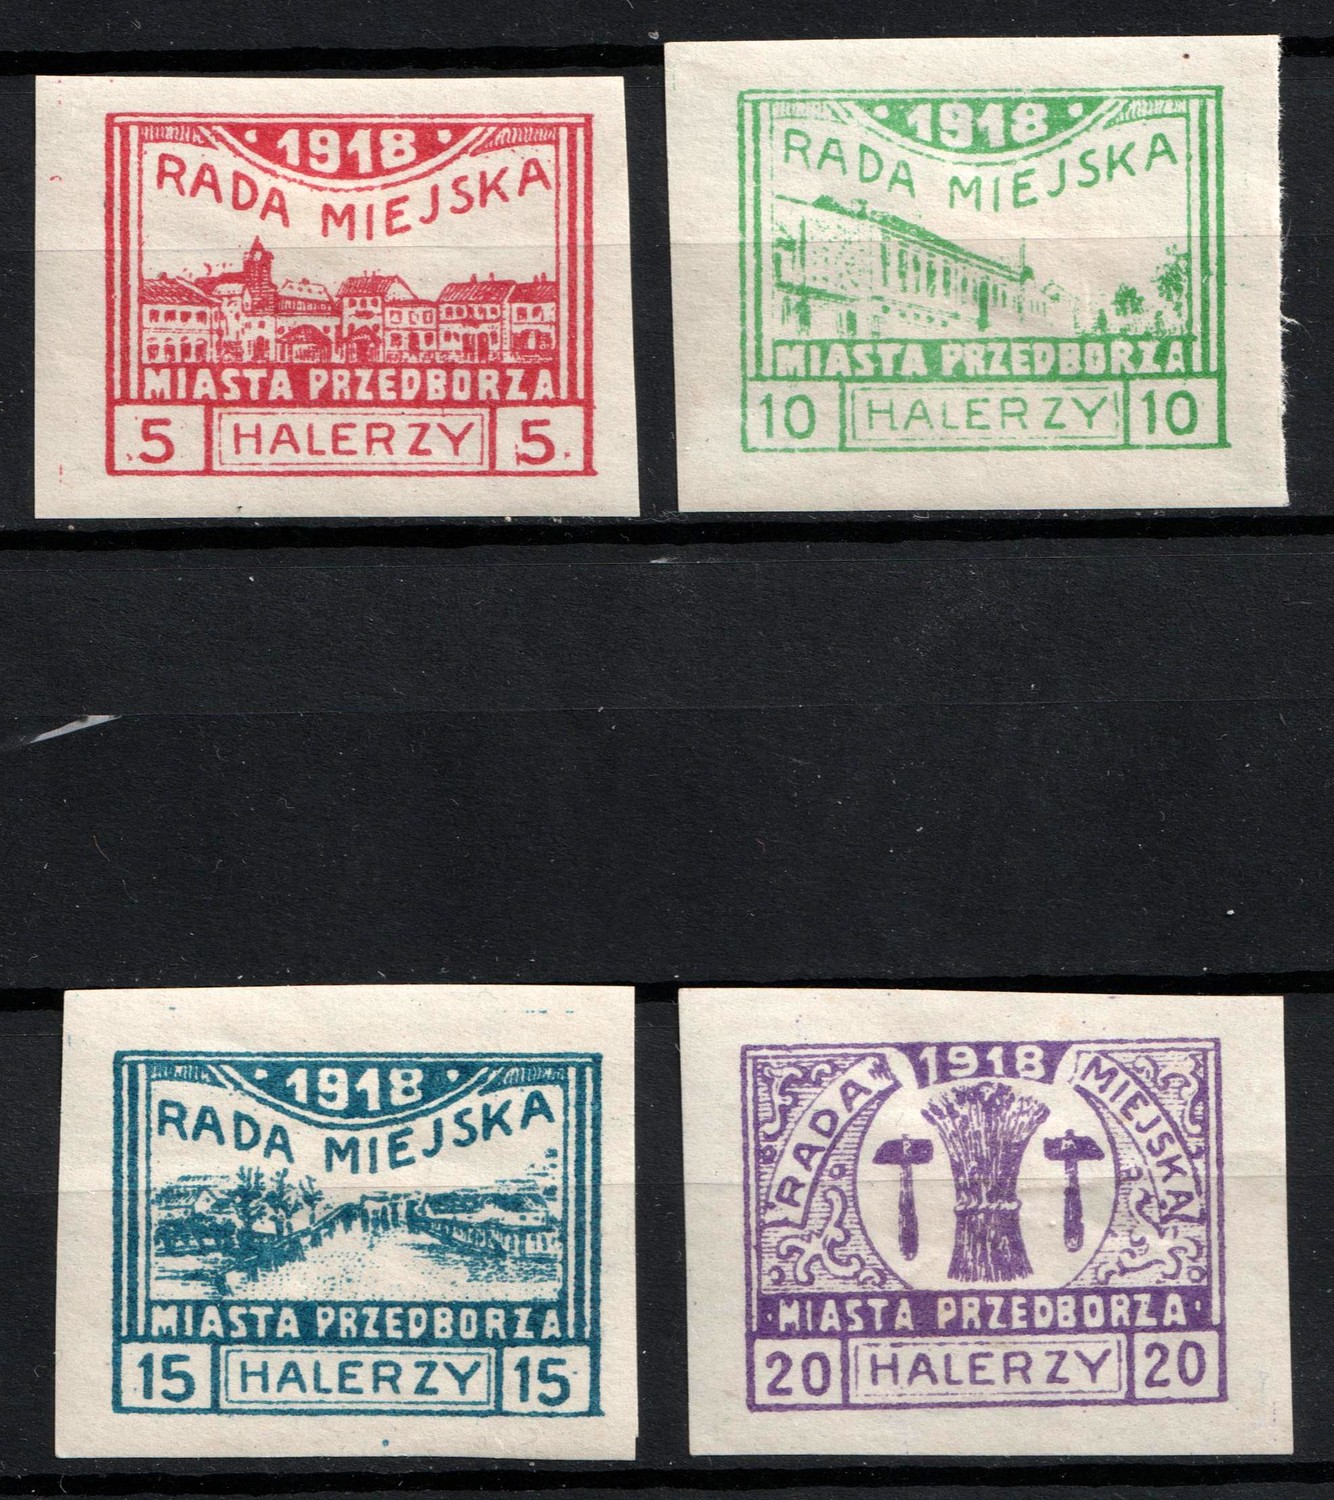 1918
RADA MIEJSKA
MIASTA PRZEDBORZA
5 HALERZY 5.
1918
RADA MIEJSKA
MIASTA PRZEDBORZA
10 HALERZY 10
1918
RADA MIEJSKA
MIASTA PRZEDBORZA
15 HALERZY 15
1918
RADA MIEJSKA
MIASTA PRZEDBORZA
20 HALERZY 20